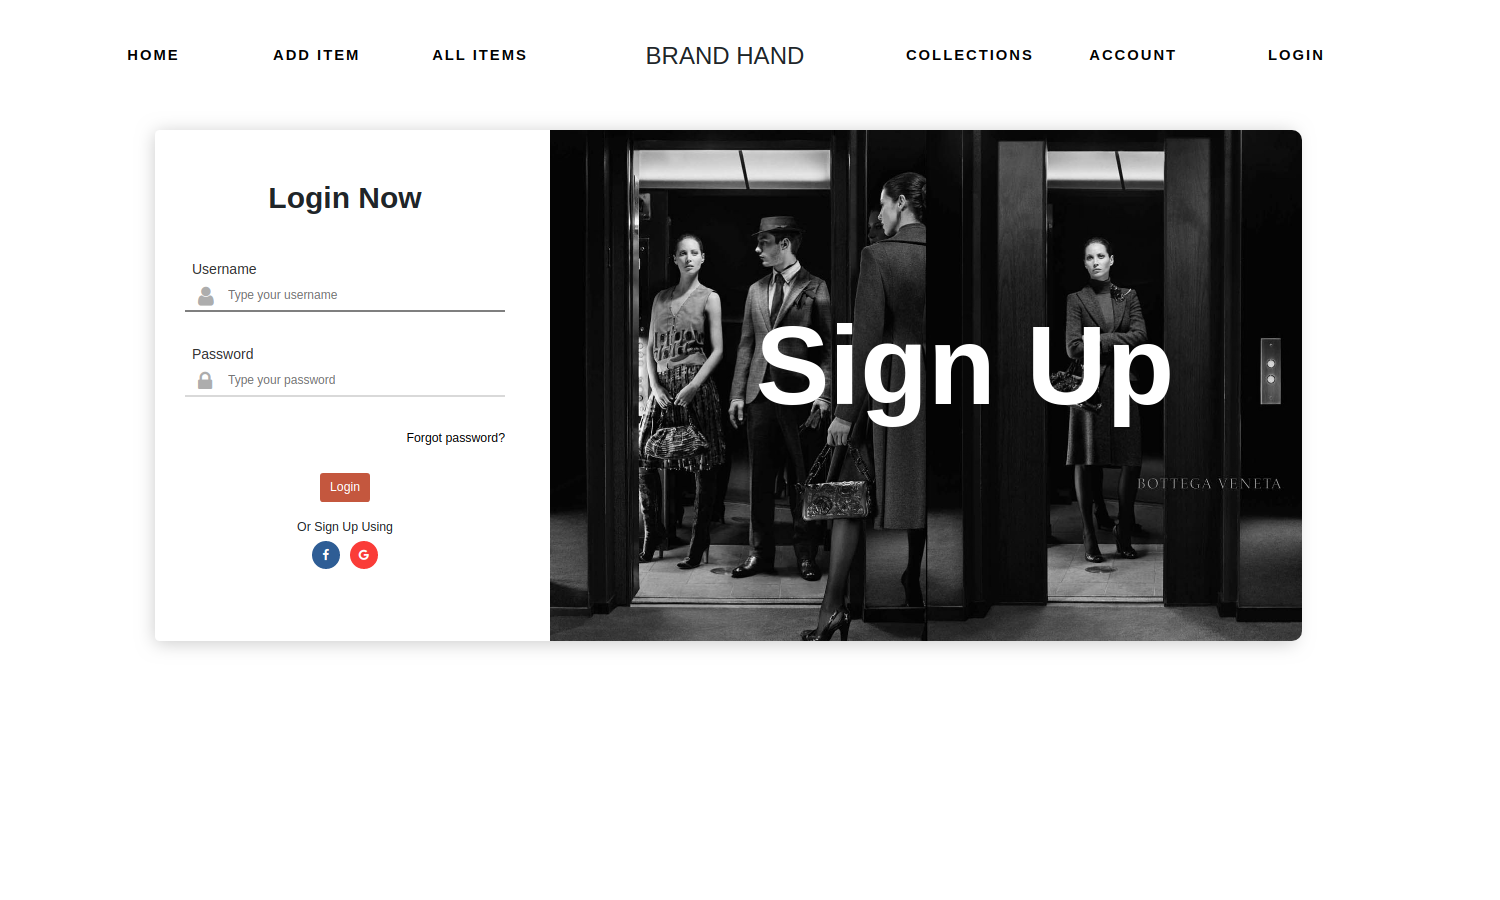 HOME ADD ITEM ALL ITEMS BRAND HAND COLLECTIONS ACCOUNT LOGIN
Login Now
Username
Type your username
Password
Type your password
Forgot password?
Login
Or Sign Up Using
Sign Up
BOTTEGA VENETA